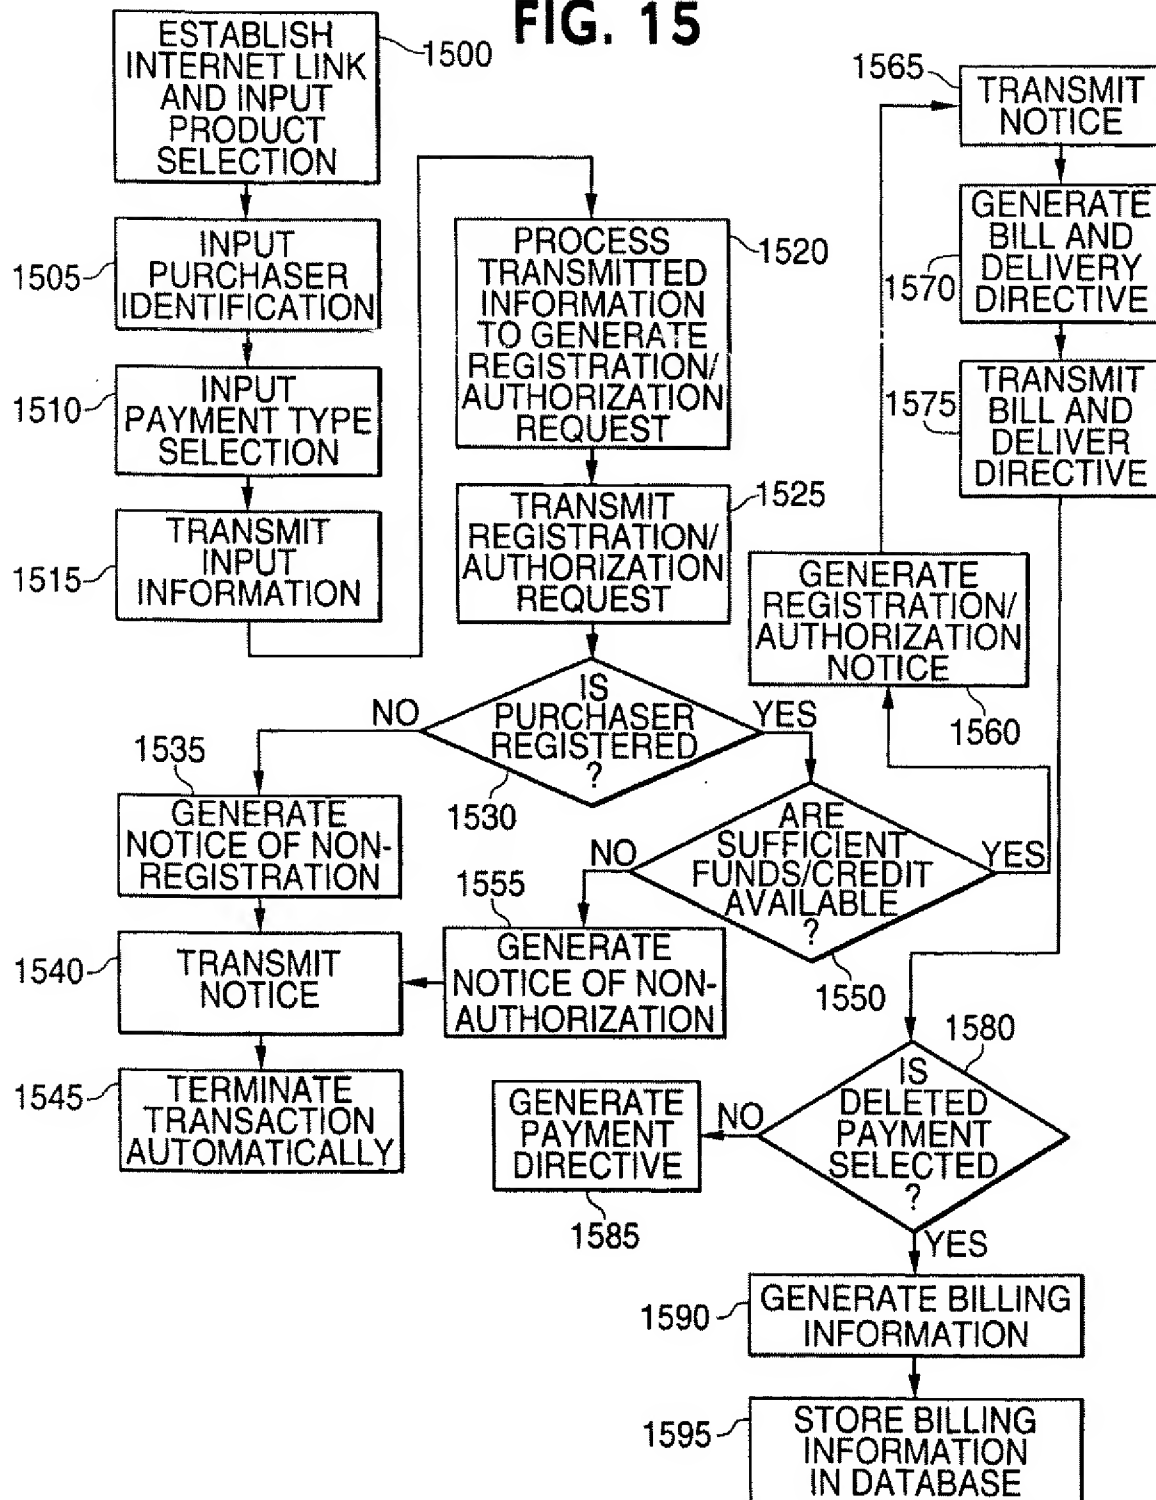 FIG. 15
ESTABLISH
INTERNET LINK
AND INPUT
PRODUCT
SELECTION
1500
INPUT
PURCHASER
IDENTIFICATION
1505
INPUT
PAYMENT TYPE
SELECTION
1510
TRANSMIT
INPUT
INFORMATION
1515
PROCESS
TRANSMITTED
INFORMATION
TO GENERATE
REGISTRATION/
AUTHORIZATION
REQUEST
1520
TRANSMIT
REGISTRATION/
AUTHORIZATION
REQUEST
1525
IS
PURCHASER
REGISTERED
?
1530
NO
YES
1535
GENERATE
NOTICE OF NON-
REGISTRATION
1540
TRANSMIT
NOTICE
1545
TERMINATE
TRANSACTION
AUTOMATICALLY
ARE
SUFFICIENT
FUNDS/CREDIT
AVAILABLE
?
1550
NO
YES
1555
GENERATE
NOTICE OF NON-
AUTHORIZATION
GENERATE
REGISTRATION/
AUTHORIZATION
NOTICE
1560
1565
TRANSMIT
NOTICE
GENERATE
BILL AND
DELIVERY
DIRECTIVE
1570
TRANSMIT
BILL AND
DELIVER
DIRECTIVE
1575
1580
IS
DELETED
PAYMENT
SELECTED
?
NO
YES
GENERATE
PAYMENT
DIRECTIVE
1585
1590
GENERATE BILLING
INFORMATION
1595
STORE BILLING
INFORMATION
IN DATABASE